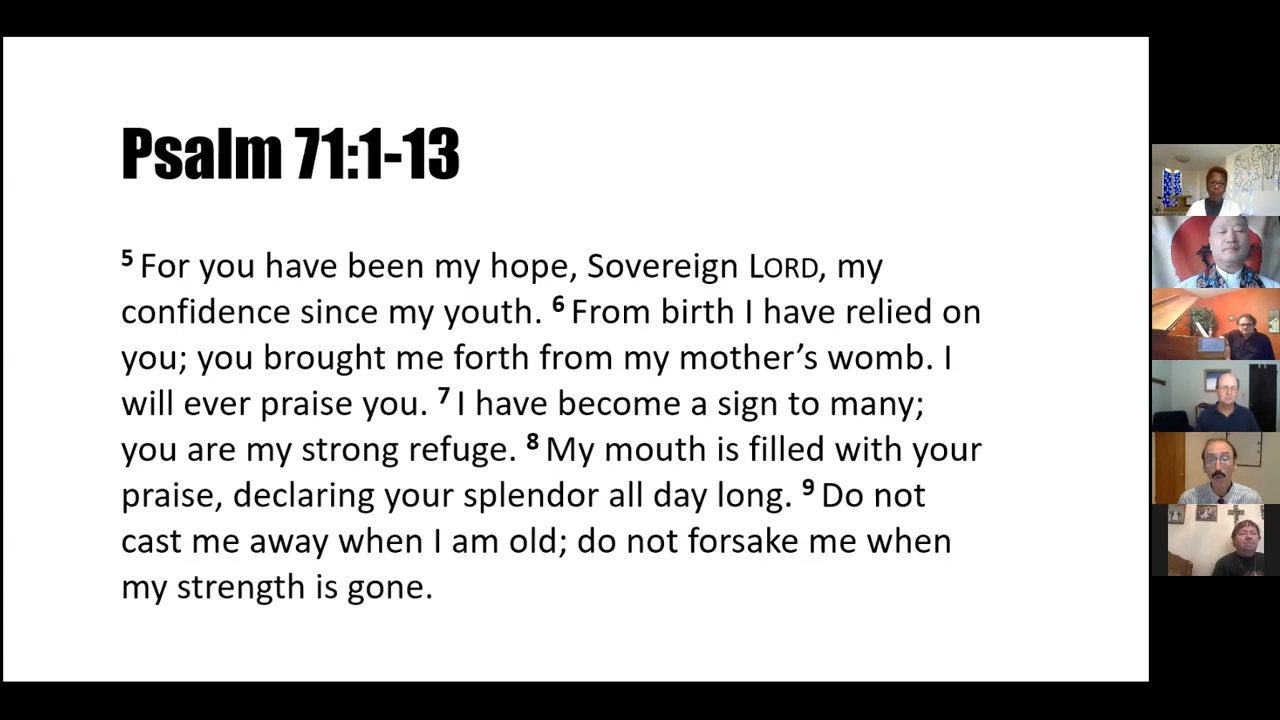 Psalm 71:1-13
5 For you have been my hope, Sovereign LORD, my
confidence since my youth. 6 From birth I have relied on
you; you brought me forth from my mother’s womb. I
will ever praise you. 7 I have become a sign to many;
you are my strong refuge. 8 My mouth is filled with your
praise, declaring your splendor all day long. 9 Do not
cast me away when I am old; do not forsake me when
my strength is gone.